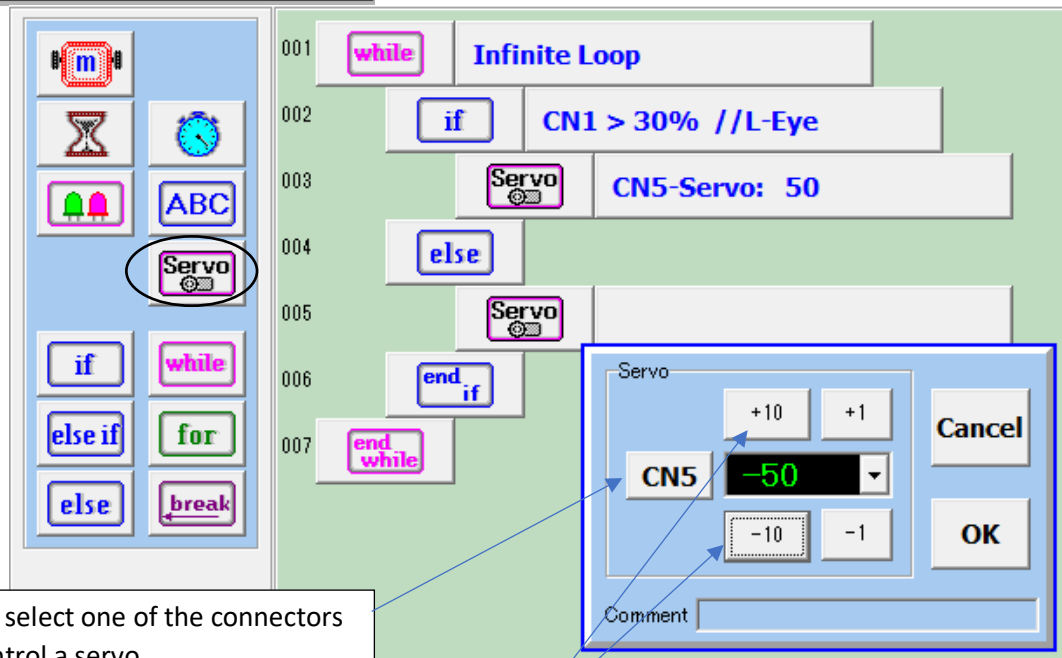 m
ABC
Servo
if
while
else if
for
else
break
001 while Infinite Loop
002 if CN1 > 30% //L-Eye
003 Servo CN5-Servo: 50
004 else
005 Servo
006 end if
007 end while
Servo
+10 +1
Cancel
CN5 -50
-10 -1
OK
Comment
select one of the connectors
a servo